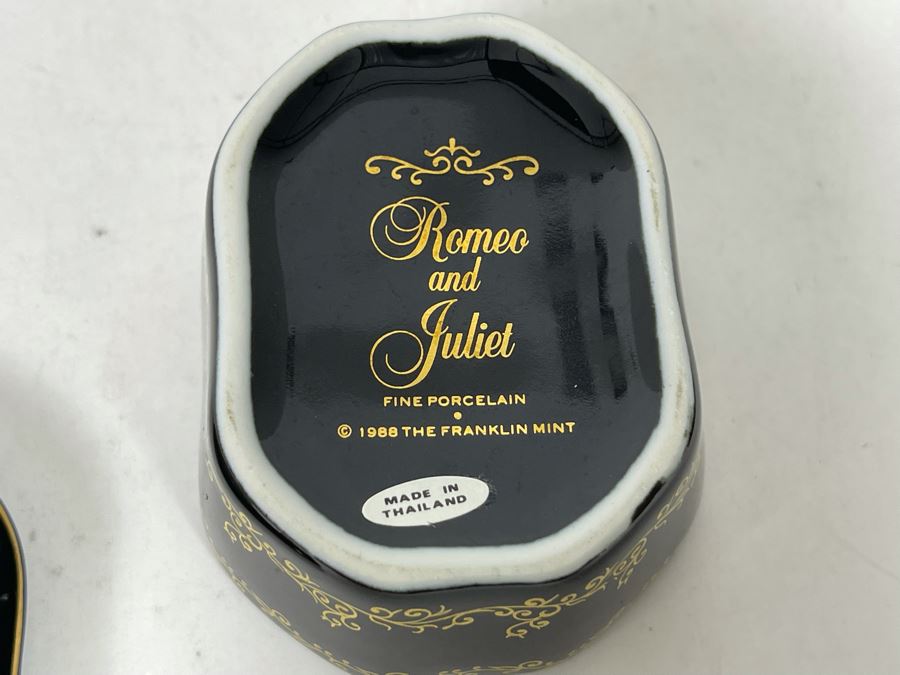 Romeo
and
Juliet
FINE PORCELAIN
© 1988 THE FRANKLIN MINT
MADE IN
THAILAND